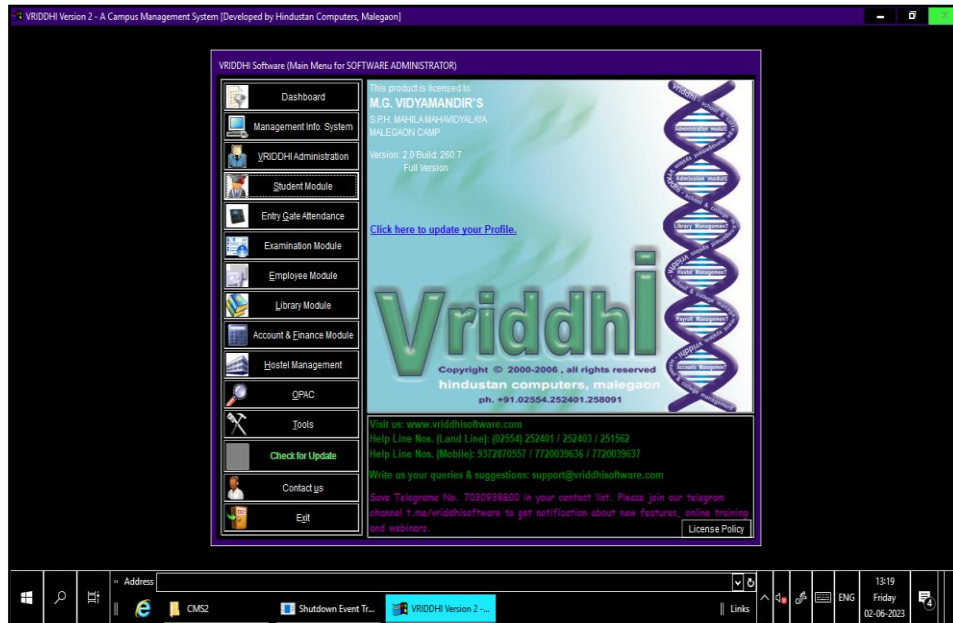 VRIDDHI Version 2 - A Campus Management System [Developed by Hindustan Computers, Malegaon]
VRIDDHI Software (Main Menu for SOFTWARE ADMINISTRATOR)
Dashboard
Management Info. System
VRIDDHI Administration
Student Module
Entry Gate Attendance
Examination Module
Employee Module
Library Module
Account & Finance Module
Hostel Management
OPAC
Tools
Check for Update
Contact us
Exit
This product is licensed to:
M.G. VIDYAMANDIR'S
S.P.H. MAHILA MAHAVIDYALAYA
MALEGAON CAMP
Version: 2.0 Build: 260.7
Full Version
Click here to update your Profile.
Vriddhi
Copyright © 2000-2006 , all rights reserved
hindustan computers, malegaon
ph. +91.02554.252401.258091
Administration modul
Admission module
Library Management
Hostel Management
Payroll Management
Accounts Management
Visit us: www.vriddhisoftware.com
Help Line Nos. (Land Line): (02554) 252401 / 252403 / 251562
Help Line Nos. (Mobile): 9372870557 / 7720039636 / 7720039637
Write us your queries & suggestions: support@vriddhisoftware.com
Save Telegrame No. 7030938800 in your contact list. Please join our telegram
channel t.me/vriddhisoftware to get notification about new features, online training
and webinars.
License Policy
Address
CMS2
Shutdown Event Tr...
VRIDDHI Version 2 -...
Links
ENG
13:19
Friday
02-06-2023
4